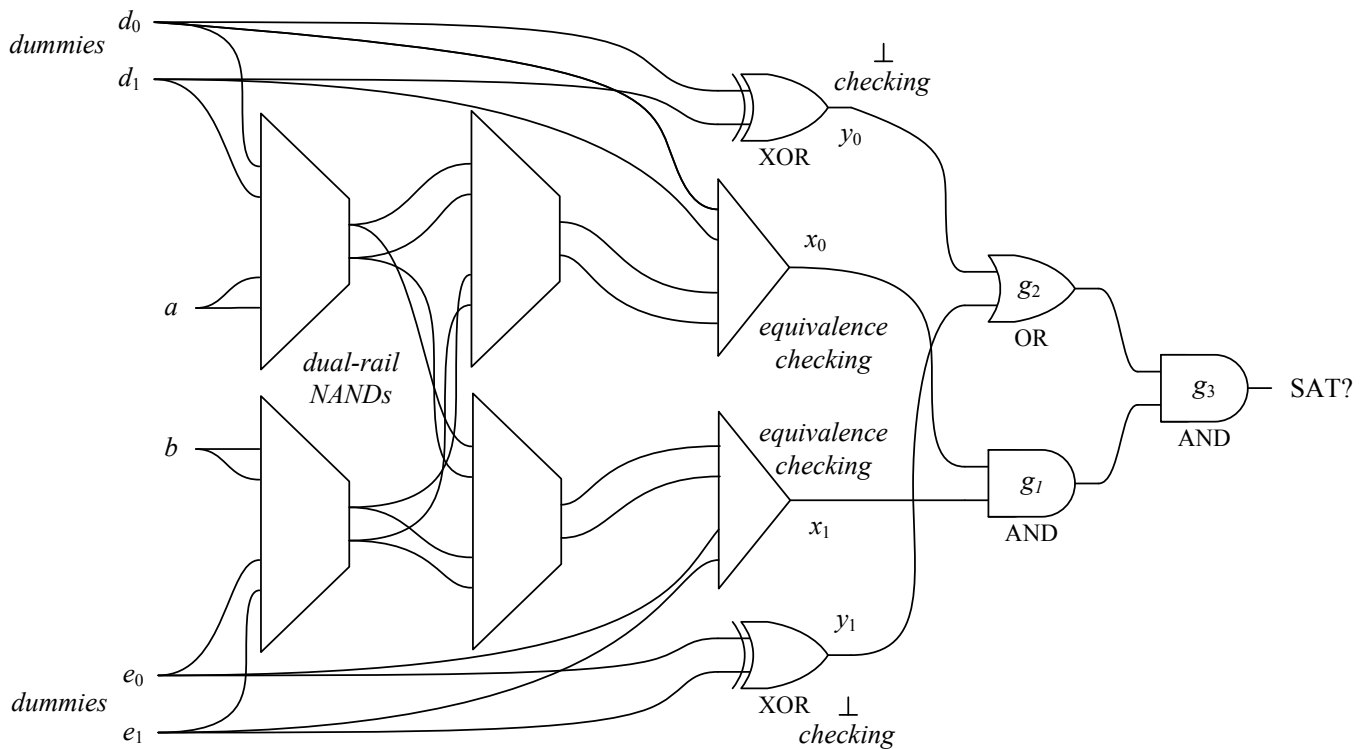 d₀
dummies
d₁
⊥
checking
y₀
XOR
x₀
a
g₂
OR
equivalence
checking
dual-rail
NANDs
g₃
SAT?
AND
b
equivalence
checking
g₁
AND
x₁
y₁
e₀
dummies
XOR
⊥
checking
e₁